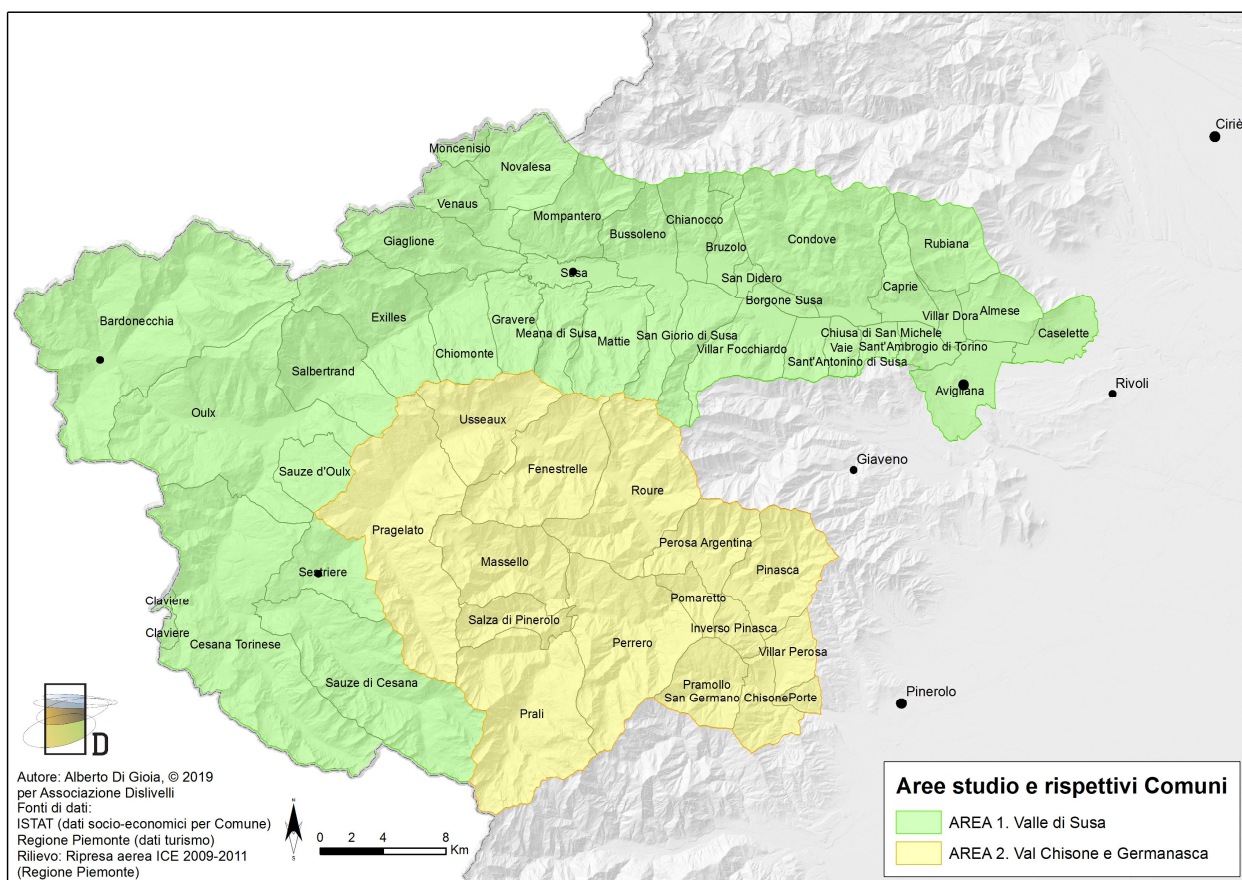 Ciriè
Moncenisio
Novalesa
Venaus
Mompantero
Chianocco
Bussoleno
Giaglione
Bruzolo
Condove
Rubiana
Susa
San Didero
Caprie
Borgone Susa
Bardonecchia
Exilles
Gravere
Almese
Villar Dora
Meana di Susa
Mattie
San Giorio di Susa
Chiusa di San Michele
Caselette
Chiomonte
Villar Focchiardo
Vaie
Sant'Ambrogio di Torino
Sant'Antonino di Susa
Salbertrand
Avigliana
Rivoli
Oulx
Usseaux
Giaveno
Sauze d'Oulx
Fenestrelle
Roure
Pragelato
Perosa Argentina
Massello
Pinasca
Sestriere
Claviere
Pomaretto
Salza di Pinerolo
Inverso Pinasca
Claviere
Cesana Torinese
Perrero
Villar Perosa
Sauze di Cesana
Pramollo
San Germano Chisone
Porte
Pinerolo
Prali
D
Autore: Alberto Di Gioia, © 2019
per Associazione Dislivelli
Fonti di dati:
ISTAT (dati socio-economici per Comune)
Regione Piemonte (dati turismo)
Rilievo: Ripresa aerea ICE 2009-2011
(Regione Piemonte)
N
S
0 2 4 8
Km
Aree studio e rispettivi Comuni
AREA 1. Valle di Susa
AREA 2. Val Chisone e Germanasca